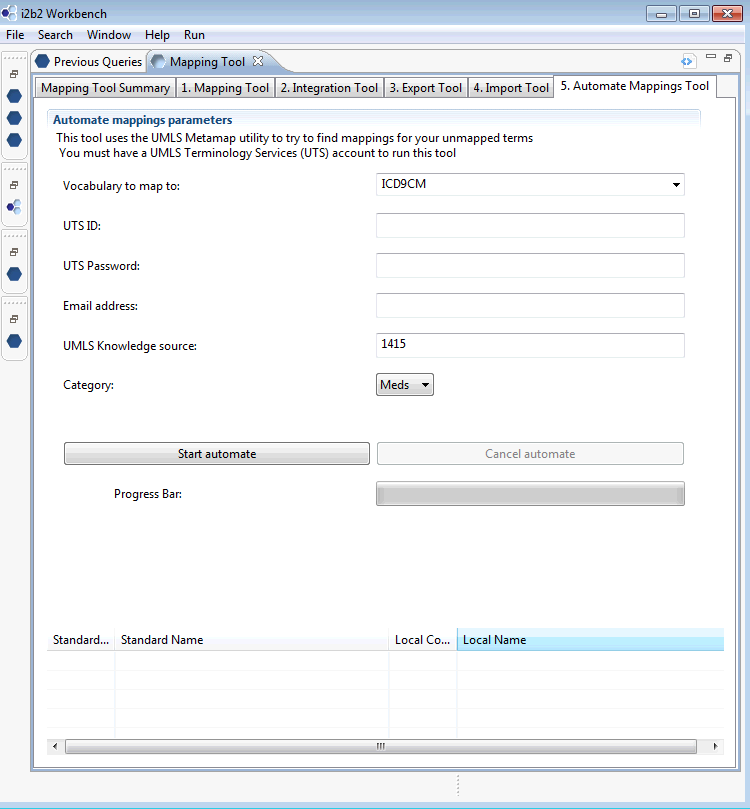 i2b2 Workbench
File Search Window Help Run
Previous Queries Mapping Tool
Mapping Tool Summary 1. Mapping Tool 2. Integration Tool 3. Export Tool 4. Import Tool 5. Automate Mappings Tool
Automate mappings parameters
This tool uses the UMLS Metamap utility to try to find mappings for your unmapped terms
You must have a UMLS Terminology Services (UTS) account to run this tool
Vocabulary to map to: ICD9CM
UTS ID:
UTS Password:
Email address:
UMLS Knowledge source: 1415
Category: Meds
Start automate Cancel automate
Progress Bar:
Standard... Standard Name Local Co... Local Name